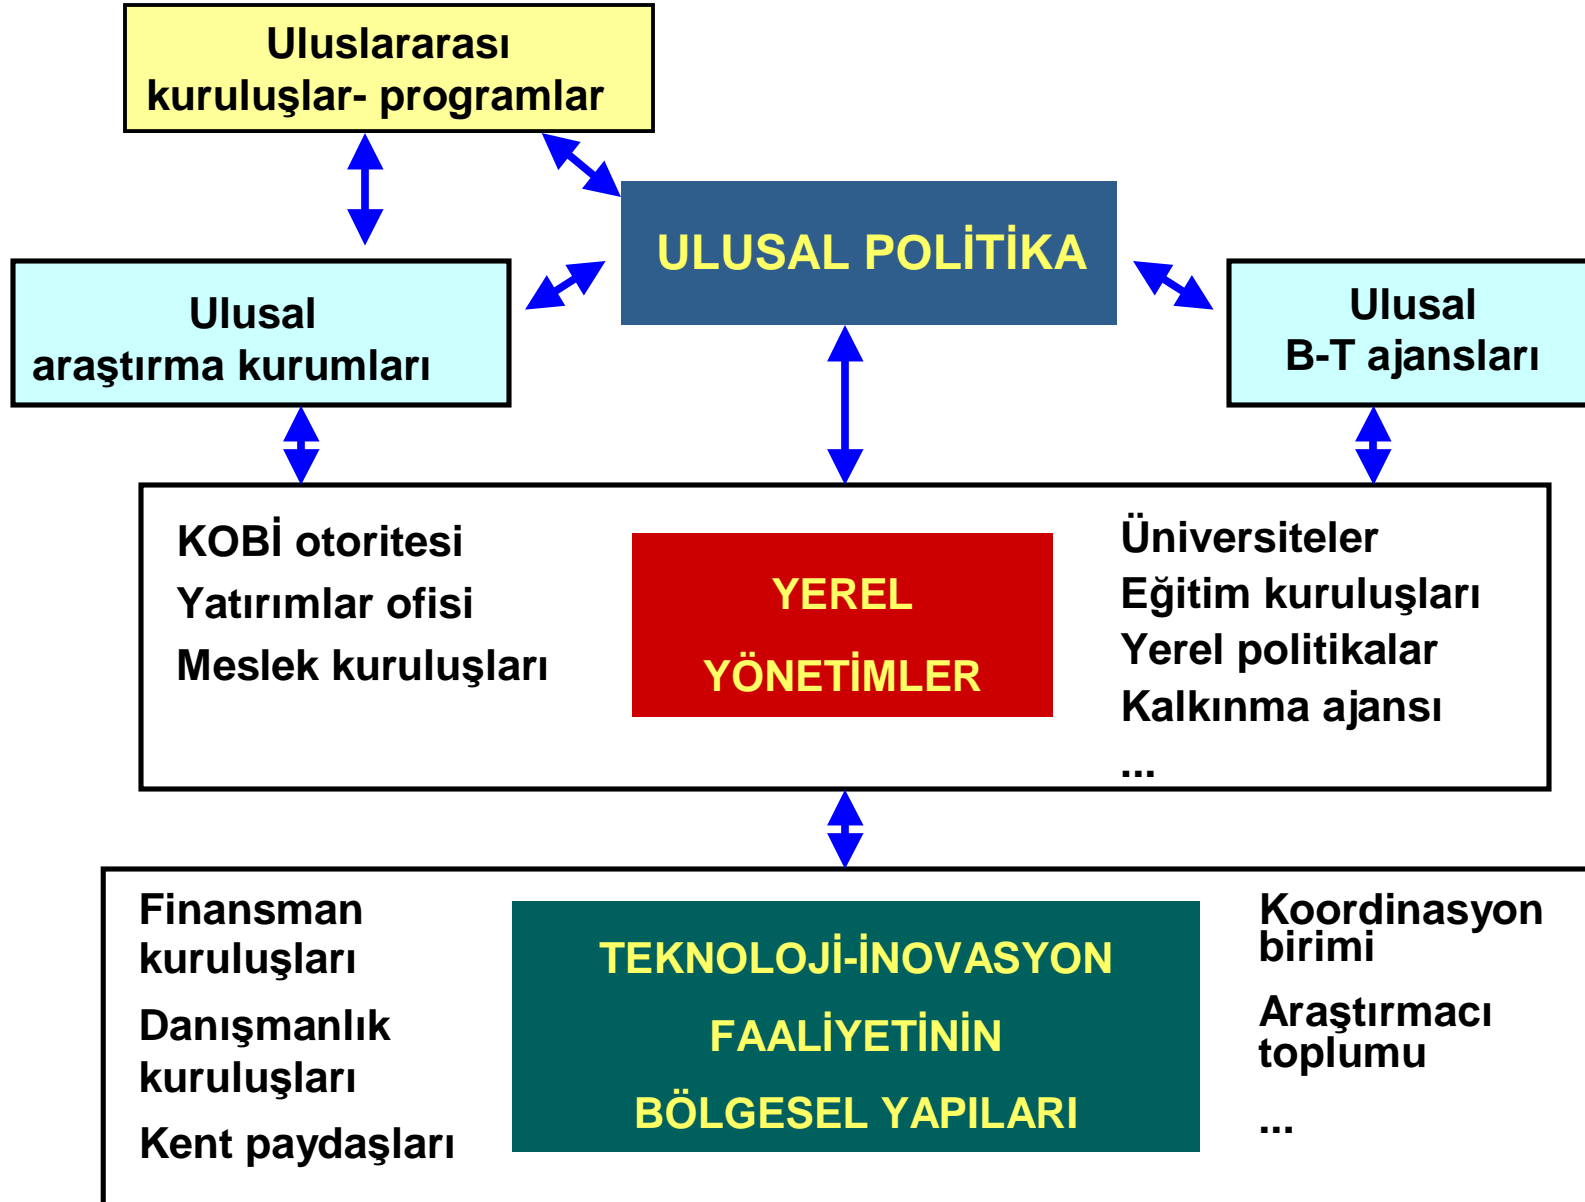 Uluslararası
kuruluşlar- programlar
ULUSAL POLİTİKA
Ulusal
araştırma kurumları
Ulusal
B-T ajansları
KOBİ otoritesi
Yatırımlar ofisi
Meslek kuruluşları
YEREL
YÖNETİMLER
Üniversiteler
Eğitim kuruluşları
Yerel politikalar
Kalkınma ajansı
...
Finansman
kuruluşları
Danışmanlık
kuruluşları
Kent paydaşları
TEKNOLOJİ-İNOVASYON
FAALİYETİNİN
BÖLGESEL YAPILARI
Koordinasyon
birimi
Araştırmacı
toplumu
...